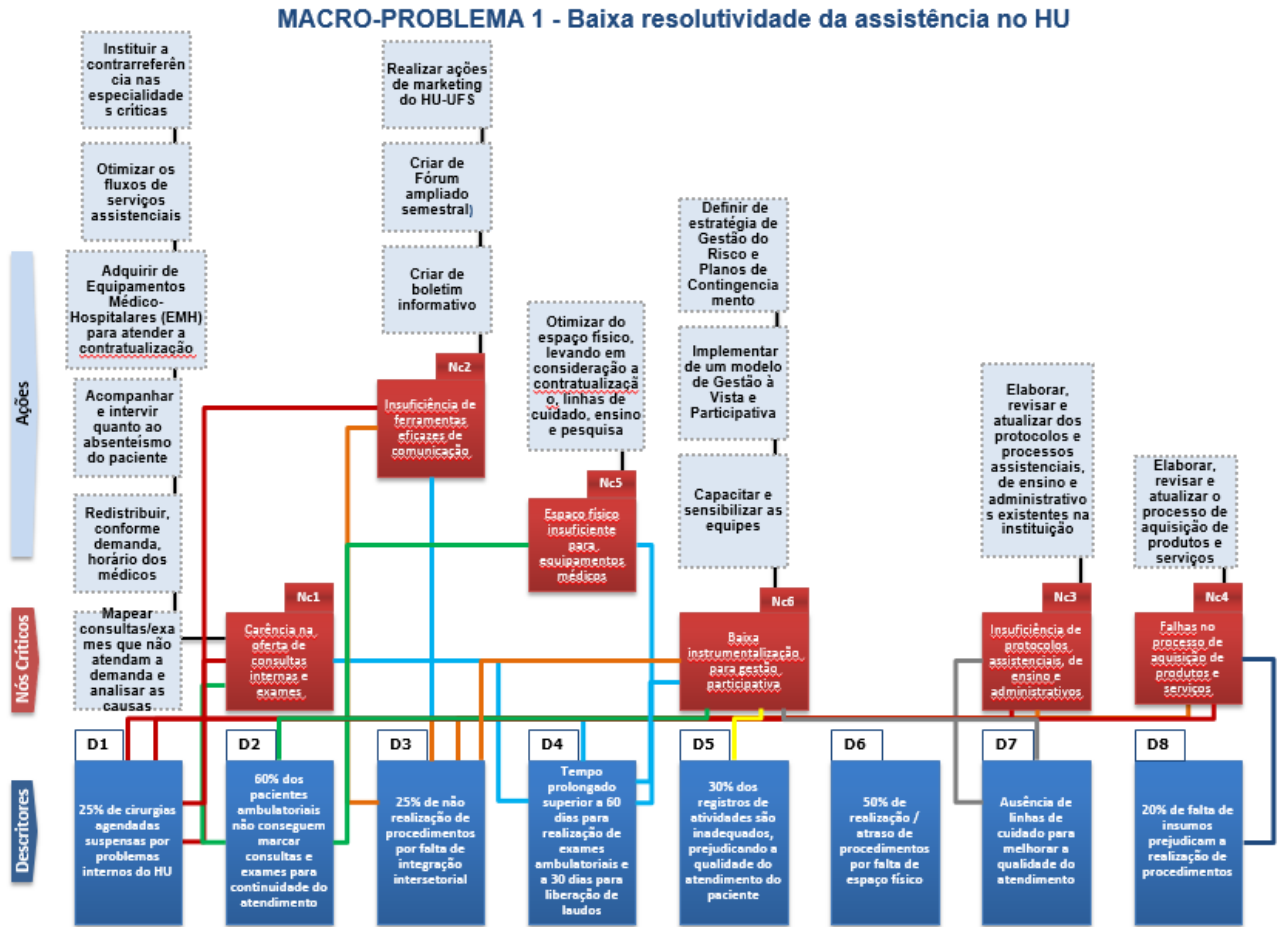 MACRO-PROBLEMA 1 - Baixa resolutividade da assistência no HU
Instituir a
contrarreferên
cia nas
especialidade
s críticas
Otimizar os
fluxos de
serviços
assistenciais
Adquirir de
Equipamentos
Médico-
Hospitalares (EMH)
para atender a
contratualização
Acompanhar
e intervir
quanto ao
absenteísmo
do paciente
Redistribuir,
conforme
demanda,
horário dos
médicos
Mapear
consultas/exa
mes que não
atendam a
demanda e
analisar as
causas
Realizar ações
de marketing
do HU-UFS
Criar de
Fórum
ampliado
semestral)
Criar de
boletim
informativo
Otimizar do
espaço físico,
levando em
consideração a
contratualizaçã
o, linhas de
cuidado, ensino
e pesquisa
Definir de
estratégia de
Gestão do
Risco e
Planos de
Contingencia
mento
Implementar
de um modelo
de Gestão à
Vista e
Participativa
Capacitar e
sensibilizar as
equipes
Elaborar,
revisar e
atualizar dos
protocolos e
processos
assistenciais,
de ensino e
administrativo
s existentes na
instituição
Elaborar,
revisar e
atualizar o
processo de
aquisição de
produtos e
serviços
Ações
Nós Críticos
Descritores
Nc1
Carência na
oferta de
consultas
internas e
exames
Nc2
Insuficiência de
ferramentas
eficazes de
comunicação
Nc5
Espaço físico
insuficiente
para
equipamentos
médicos
Nc6
Baixa
instrumentalização
para gestão
participativa
Nc3
Insuficiência de
protocolos
assistenciais, de
ensino e
administrativos
Nc4
Falhas no
processo de
aquisição de
produtos e
serviços
D1
25% de cirurgias
agendadas
suspensas por
problemas
internos do HU
D2
60% dos
pacientes
ambulatoriais
não conseguem
marcar
consultas e
exames para
continuidade do
atendimento
D3
25% de não
realização de
procedimentos
por falta de
integração
intersetorial
D4
Tempo
prolongado
superior a 60
dias para
realização de
exames
ambulatoriais e
a 30 dias para
liberação de
laudos
D5
30% dos
registros de
atividades são
inadequados,
prejudicando a
qualidade do
atendimento do
paciente
D6
50% de
realização /
atraso de
procedimentos
por falta de
espaço físico
D7
Ausência de
linhas de
cuidado para
melhorar a
qualidade do
atendimento
D8
20% de falta de
insumos
prejudicam a
realização de
procedimentos